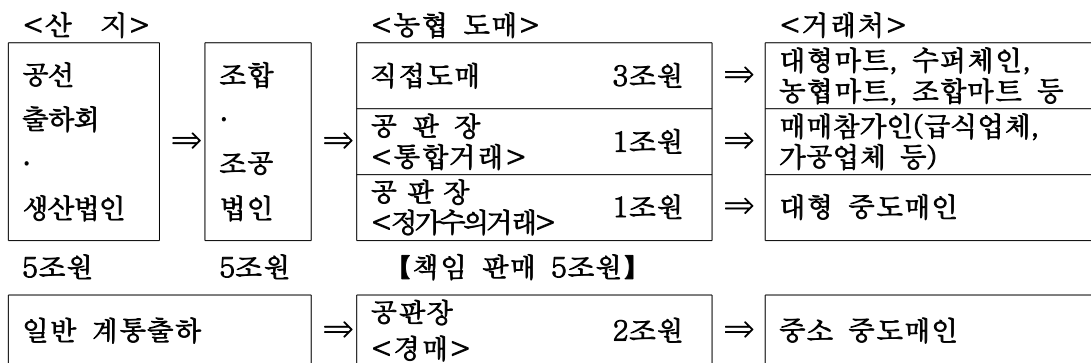 <산 지> <농협 도매> <거래처>
공선 조합 직접도매 3조원 ⇒ 대형마트, 수퍼체인,
농협마트, 조합마트 등
출하회 · 공 판 장 매매참가인(급식업체,
⇒ ⇒ <통합거래> 1조원 ⇒ 가공업체 등)
· 조공 공 판 장
생산법인 법인 <정가수의거래> 1조원 ⇒ 대형 중도매인
5조원 5조원 【책임 판매 5조원】
일반 계통출하 ⇒ 공판장 2조원 ⇒ 중소 중도매인
<경매>